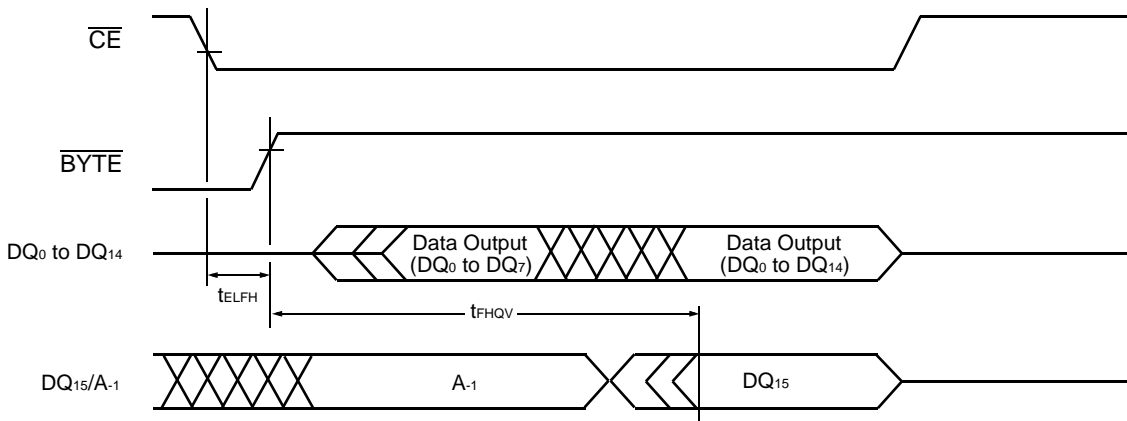 CE
BYTE
DQ0 to DQ14
Data Output
(DQ0 to DQ7)
Data Output
(DQ0 to DQ14)
tELFH
tFHQV
DQ15/A-1
A-1
DQ15